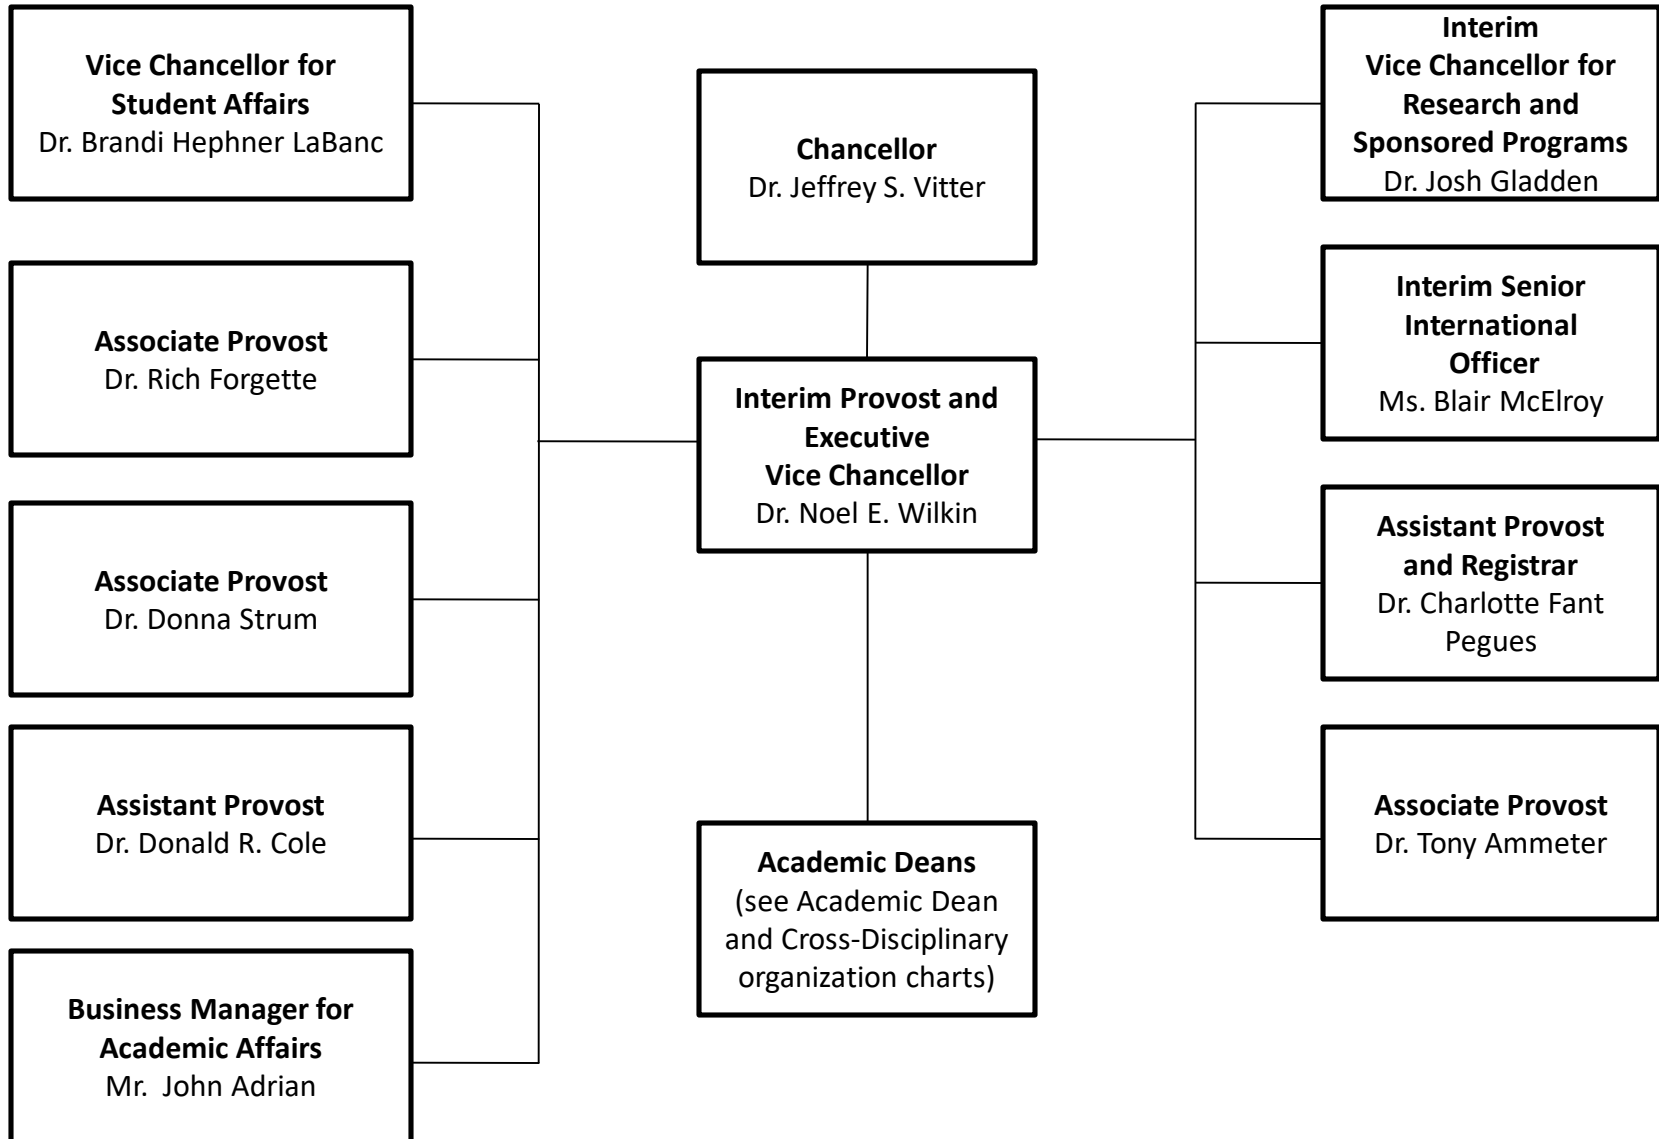 Vice Chancellor for
Student Affairs
Dr. Brandi Hephner LaBanc
Associate Provost
Dr. Rich Forgette
Associate Provost
Dr. Donna Strum
Assistant Provost
Dr. Donald R. Cole
Business Manager for
Academic Affairs
Mr.  John Adrian
Chancellor
Dr. Jeffrey S. Vitter
Interim Provost and
Executive
Vice Chancellor
Dr. Noel E. Wilkin
Academic Deans
(see Academic Dean
and Cross-Disciplinary
organization charts)
Interim
Vice Chancellor for
Research and
Sponsored Programs
Dr. Josh Gladden
Interim Senior
International
Officer
Ms. Blair McElroy
Assistant Provost
and Registrar
Dr. Charlotte Fant
Pegues
Associate Provost
Dr. Tony Ammeter